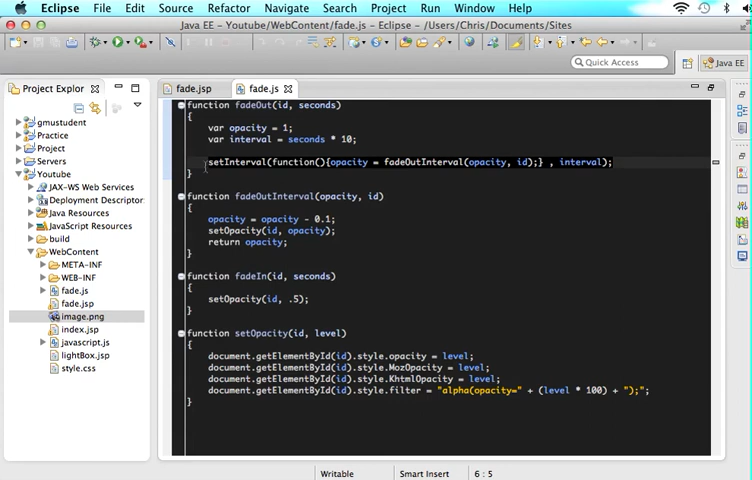 Eclipse File Edit Navigate Source Refactor Search Project Run Window Help
Java EE - Youtube/WebContent/fade.js - Eclipse - /Users/Chris/Documents/Sites
Quick Access
Java EE
Project Explor
fade.jsp
fade.js
gmustudent
Practice
Project
Servers
Youtube
JAX-WS Web Services
Deployment Descriptor
Java Resources
JavaScript Resources
build
WebContent
META-INF
WEB-INF
fade.js
fade.jsp
image.png
index.jsp
javascript.js
lightBox.jsp
style.css
function fadeOut(id, seconds)
{
var opacity = 1;
var interval = seconds * 10;
setInterval(function(){opacity = fadeOutInterval(opacity, id);} , interval);
}
function fadeOutInterval(opacity, id)
{
opacity = opacity - 0.1;
setOpacity(id, opacity);
return opacity;
}
function fadeIn(id, seconds)
{
setOpacity(id, .5);
}
function setOpacity(id, level)
{
document.getElementById(id).style.opacity = level;
document.getElementById(id).style.MozOpacity = level;
document.getElementById(id).style.KhtmlOpacity = level;
document.getElementById(id).style.filter = "alpha(opacity=" + (level * 100) + ");";
}
Writable Smart Insert 6 : 5